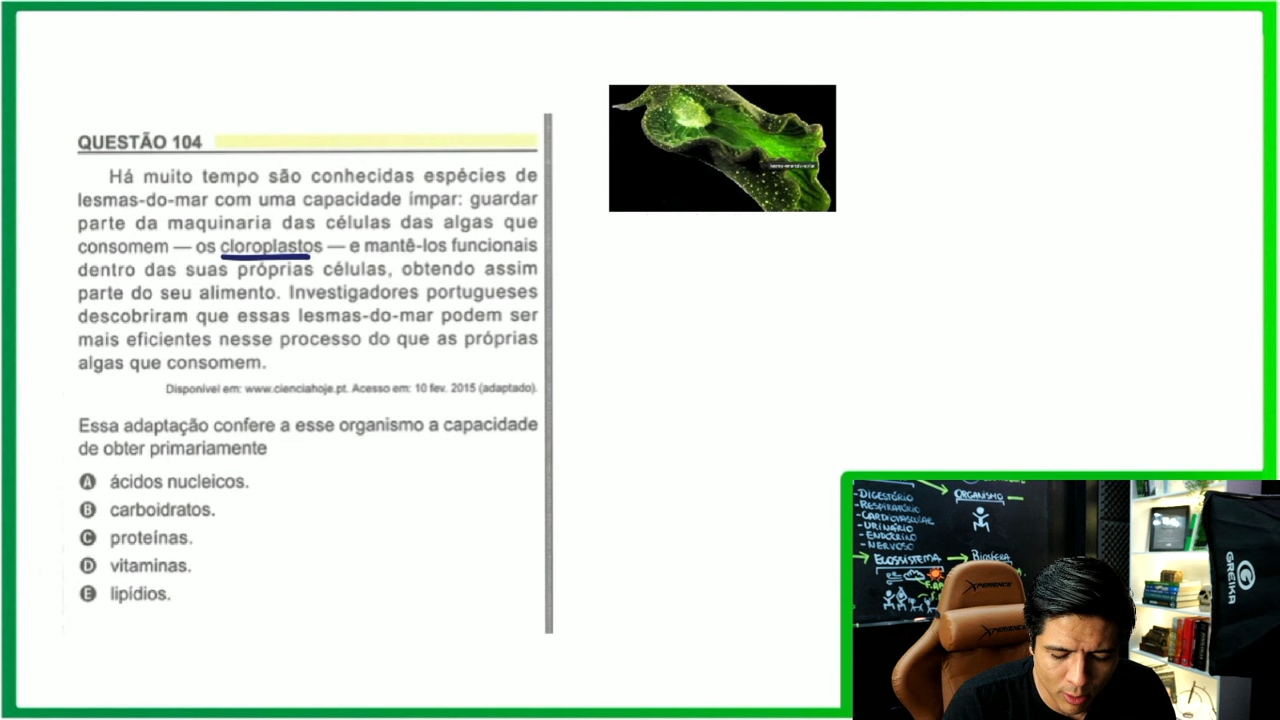 QUESTÃO 104
Há muito tempo são conhecidas espécies de
lesmas-do-mar com uma capacidade ímpar: guardar
parte da maquinaria das células das algas que
consomem — os cloroplastos — e mantê-los funcionais
dentro das suas próprias células, obtendo assim
parte do seu alimento. Investigadores portugueses
descobriram que essas lesmas-do-mar podem ser
mais eficientes nesse processo do que as próprias
algas que consomem.
Disponível em: www.cienciahoje.pt. Acesso em: 10 fev. 2015 (adaptado).
Essa adaptação confere a esse organismo a capacidade
de obter primariamente
A ácidos nucleicos.
B carboidratos.
C proteínas.
D vitaminas.
E lipídios.
-DIGESTÓRIO
-RESPIRATÓRIO
-CARDIOVASCULAR
-URINÁRIO
-ENDÓCRINO
-NERVOSO
ORGANISMO
ECOSSISTEMA
BIOSFERA
XPERIENCE
GREIKA